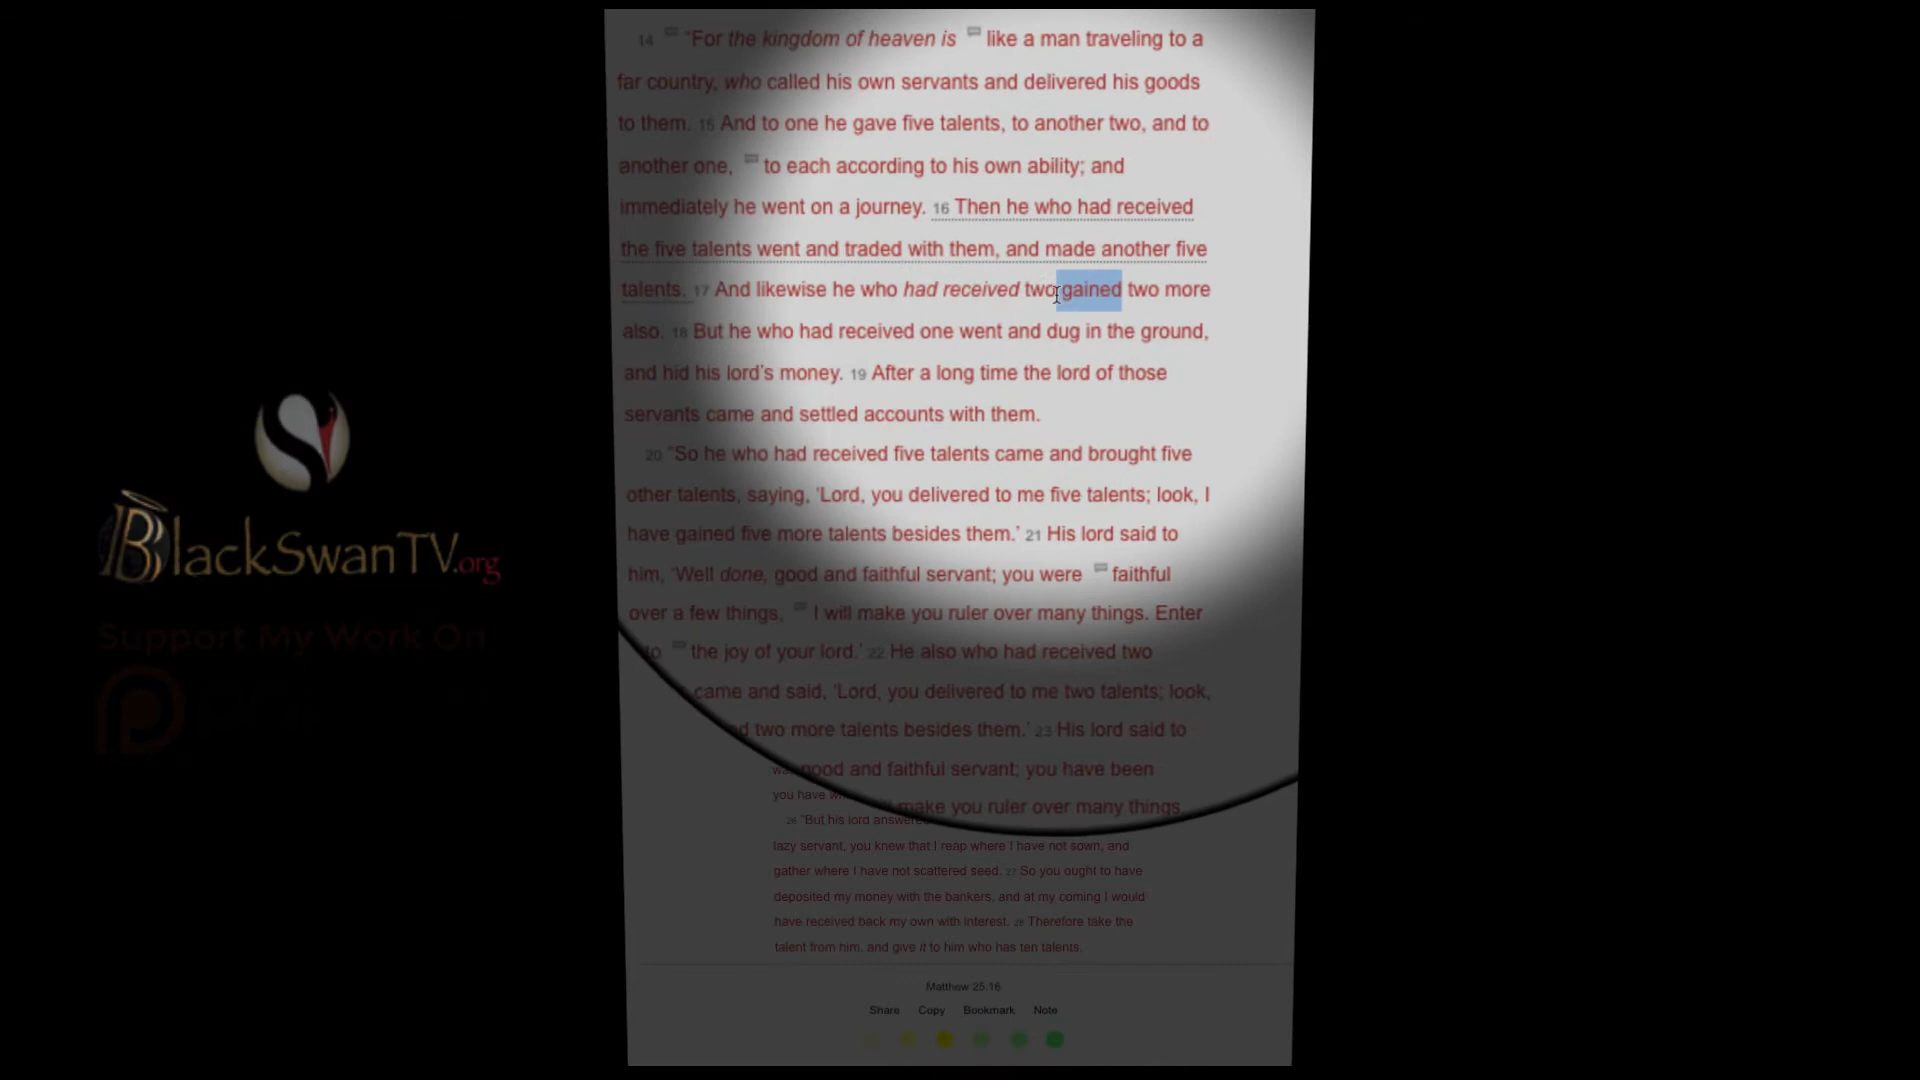 14 "For the kingdom of heaven is like a man traveling to a
far country, who called his own servants and delivered his goods
to them. 15 And to one he gave five talents, to another two, and to
another one, to each according to his own ability; and
immediately he went on a journey. 16 Then he who had received
the five talents went and traded with them, and made another five
talents. 17 And likewise he who had received two gained two more
also. 18 But he who had received one went and dug in the ground,
and hid his lord's money. 19 After a long time the lord of those
servants came and settled accounts with them.
20 "So he who had received five talents came and brought five
other talents, saying, 'Lord, you delivered to me five talents; look, I
have gained five more talents besides them.' 21 His lord said to
him, 'Well done, good and faithful servant; you were faithful
over a few things, I will make you ruler over many things. Enter
to the joy of your lord.' 22 He also who had received two
came and said, 'Lord, you delivered to me two talents; look,
two more talents besides them.' 23 His lord said to
good and faithful servant; you have been
make you ruler over many things.
you have
26 "But his lord answered
lazy servant, you knew that I reap where I have not sown, and
gather where I have not scattered seed. 27 So you ought to have
deposited my money with the bankers, and at my coming I would
have received back my own with interest. 28 Therefore take the
talent from him, and give it to him who has ten talents.
Matthew 25:16
Share Copy Bookmark Note
BlackSwanTV.org
Support My Work On